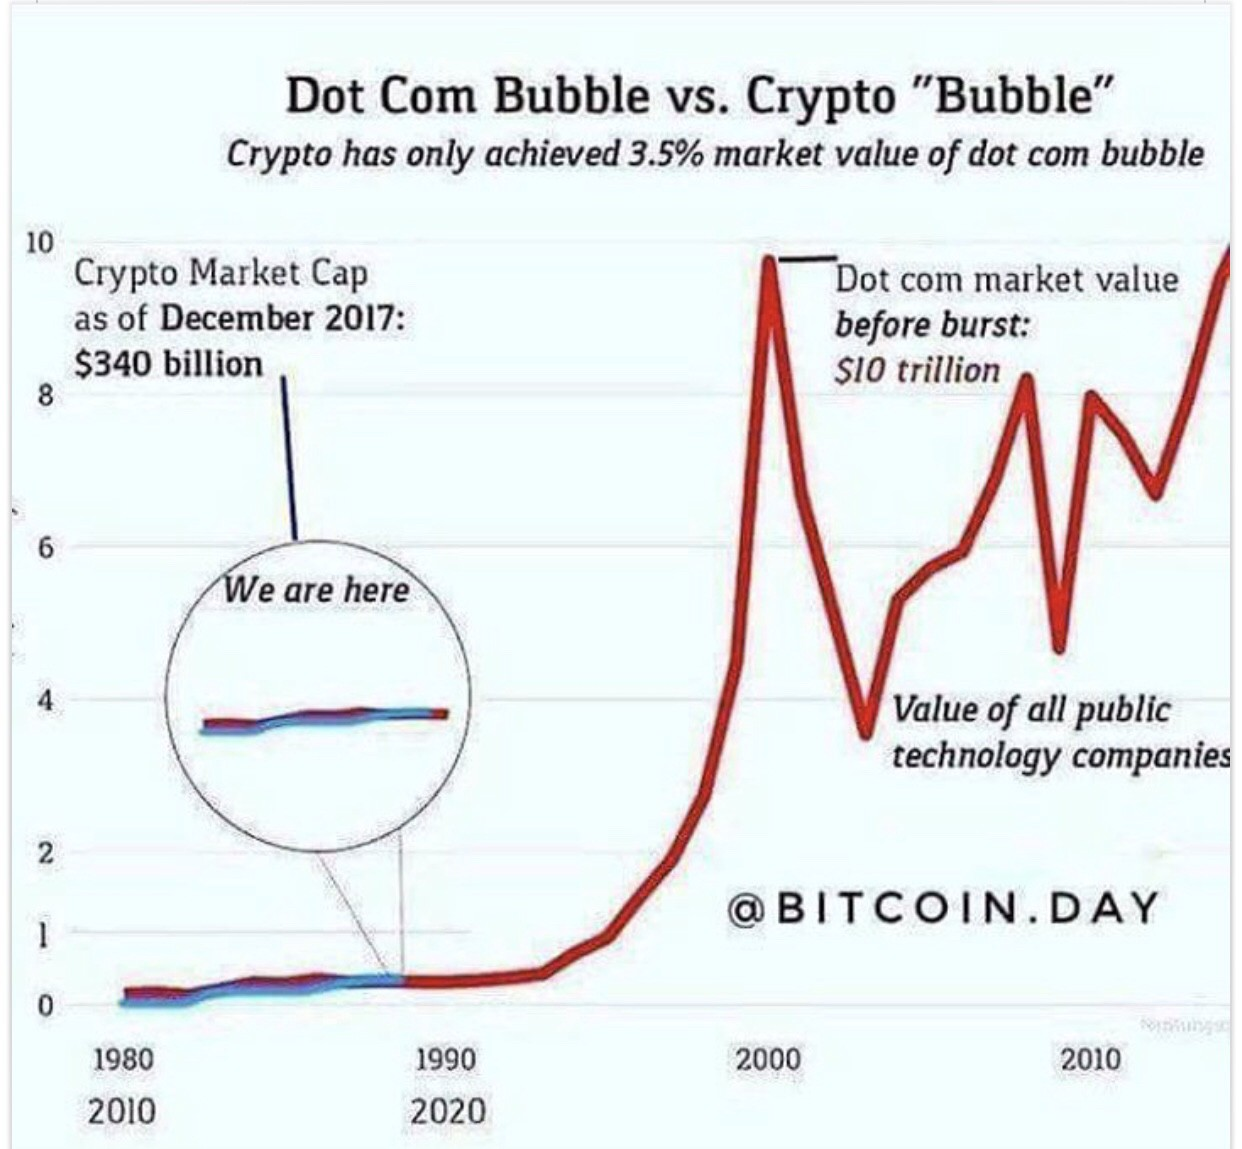 Dot Com Bubble vs. Crypto "Bubble"
Crypto has only achieved 3.5% market value of dot com bubble
10
Crypto Market Cap
as of December 2017:
$340 billion
Dot com market value
before burst:
$10 trillion
8
6
We are here
4
Value of all public
technology companies
2
@BITCOIN.DAY
1
0
1980
1990
2000
2010
2010
2020